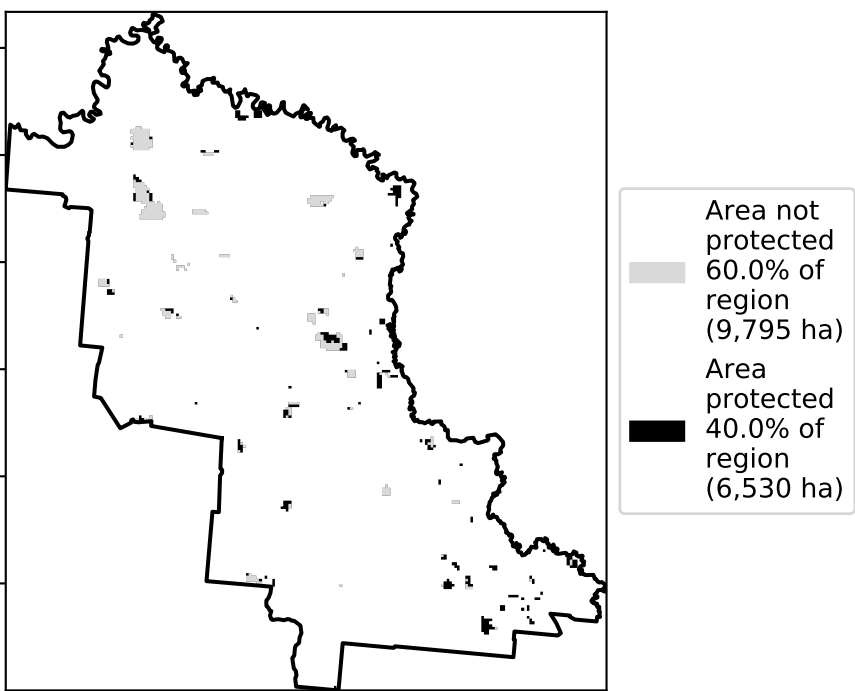 Area not
protected
60.0% of
region
(9,795 ha)
Area
protected
40.0% of
region
(6,530 ha)